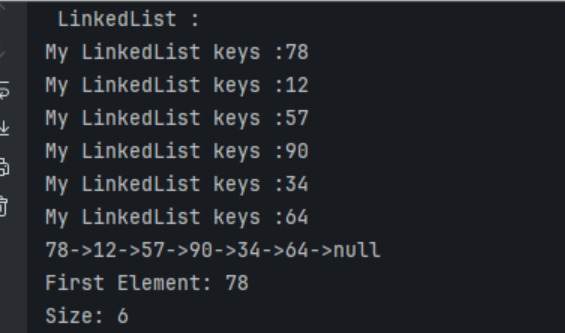 LinkedList :
My LinkedList keys :78
My LinkedList keys :12
My LinkedList keys :57
My LinkedList keys :90
My LinkedList keys :34
My LinkedList keys :64
78->12->57->90->34->64->null
First Element: 78
Size: 6